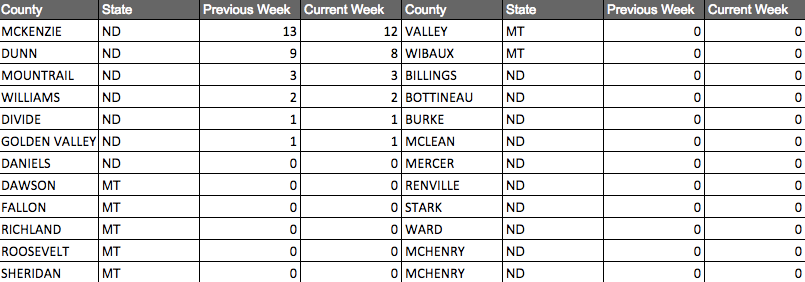 County State Previous Week Current Week County State Previous Week Current Week
MCKENZIE ND 13 12 VALLEY MT 0 0
DUNN ND 9 8 WIBAUX MT 0 0
MOUNTRAIL ND 3 3 BILLINGS ND 0 0
WILLIAMS ND 2 2 BOTTINEAU ND 0 0
DIVIDE ND 1 1 BURKE ND 0 0
GOLDEN VALLEY ND 1 1 MCLEAN ND 0 0
DANIELS ND 0 0 MERCER ND 0 0
DAWSON MT 0 0 RENVILLE ND 0 0
FALLON MT 0 0 STARK ND 0 0
RICHLAND MT 0 0 WARD ND 0 0
ROOSEVELT MT 0 0 MCHENRY ND 0 0
SHERIDAN MT 0 0 MCHENRY ND 0 0